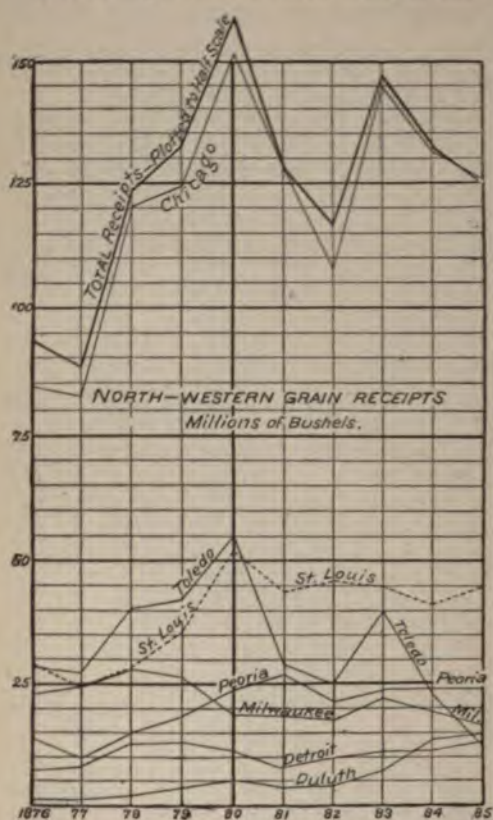 150
TOTAL Receipts-Plotted to Half Scale
Chicago
125
100
NORTH-WESTERN GRAIN RECEIPTS
Millions of Bushels.
75
50
Toledo
St. Louis
St. Louis
Toledo
25
Peoria
Peoria
Milwaukee
Mil.
Detroit
Duluth
0
1876 77 78 79 80 81 82 83 84 85